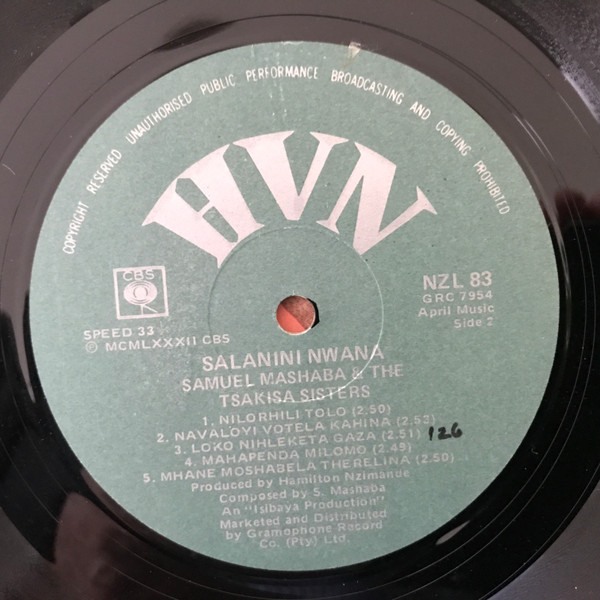 COPYRIGHT RESERVED UNAUTHORISED PUBLIC PERFORMANCE BROADCASTING AND COPYING PROHIBITED
HVN
CBS
NZL 83
GRC 7954
April Music
Side 2
SPEED 33
℗ MCMLXXXII CBS
SALANINI NWANA
SAMUEL MASHABA & THE
TSAKISA SISTERS
1. NILORHILI TOLO (2.50)
2. NAVALOYI VOTELA KAHINA (2.53)
3. LOKO NIHLEKETA GAZA (2.51) 126
4. MAHAPENDA MILOMO (2.49)
5. MHANE MOSHABELA THERELINA (2.50)
Produced by Hamilton Nzimande
Composed by S. Mashaba
An "Isibaya Production"
Marketed and Distributed
by Gramophone Record
Co. (Pty) Ltd.